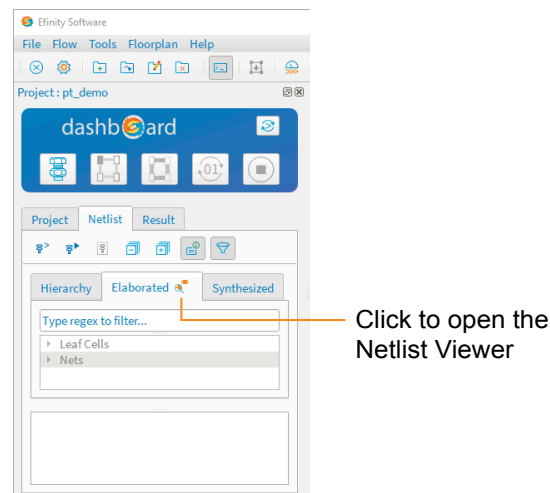 Efinity Software
File Flow Tools Floorplan Help
Project : pt_demo
dashboard
01
Project Netlist Result
Hierarchy Elaborated Synthesized
Type regex to filter...
Leaf Cells
Nets
Click to open the
Netlist Viewer